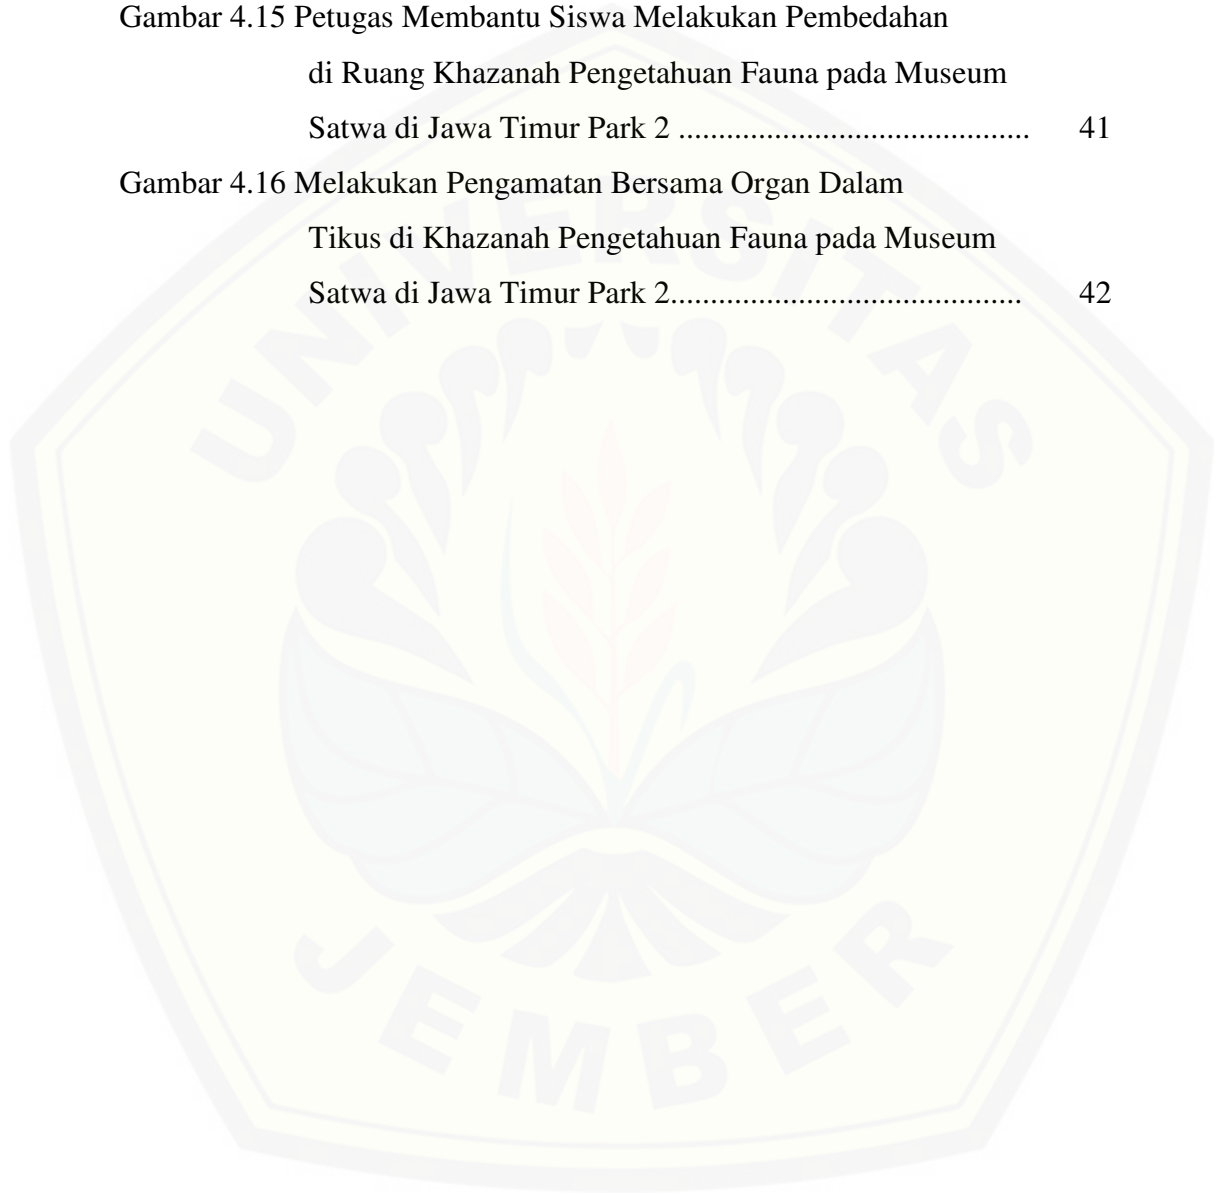 Gambar 4.15 Petugas Membantu Siswa Melakukan Pembedahan
di Ruang Khazanah Pengetahuan Fauna pada Museum
Satwa di Jawa Timur Park 2 ............................................ 41
Gambar 4.16 Melakukan Pengamatan Bersama Organ Dalam
Tikus di Khazanah Pengetahuan Fauna pada Museum
Satwa di Jawa Timur Park 2............................................ 42
UNIVERSITAS
JEMBER